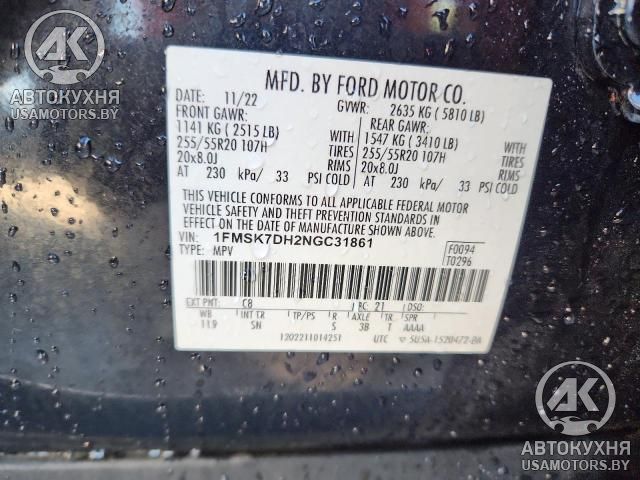 AK
АВТОКУХНЯ
USAMOTORS.BY
MFD. BY FORD MOTOR CO.
DATE: 11/22 GVWR: 2635 KG ( 5810 LB)
FRONT GAWR: REAR GAWR:
1141 KG ( 2515 LB) 1547 KG ( 3410 LB)
255/55R20 107H TIRES 255/55R20 107H TIRES
20x8.0J RIMS 20x8.0J RIMS
AT 230 kPa/ 33 PSI COLD AT 230 kPa/ 33 PSI COLD
THIS VEHICLE CONFORMS TO ALL APPLICABLE FEDERAL MOTOR
VEHICLE SAFETY AND THEFT PREVENTION STANDARDS IN
EFFECT ON THE DATE OF MANUFACTURE SHOWN ABOVE.
VIN: 1FMSK7DH2NGC31861
TYPE: MPV
F0094
T0296
EXT PNT: C8 RC: 21 DSO:
WB INT TR TP/PS R AXLE TR SPR
119 SN S 3B T AAAA
1202211014251 UTC ▽ 5U5A-1520472-BA
AK
АВТОКУХНЯ
USAMOTORS.BY